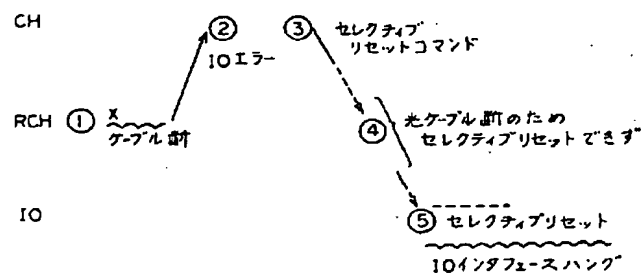 CH ② ③ セレクティブ
リセットコマンド
IOエラー
RCH ① × ④ 光ケーブル断のため
セレクティブリセットできず
ケーブル断
IO ⑤ セレクティブリセット
IOインタフェースハング